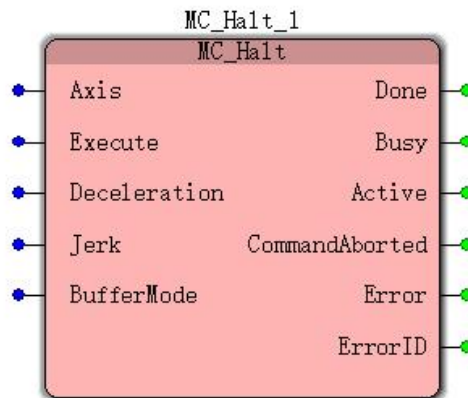 MC_Halt_1
MC_Halt
Axis Done
Execute Busy
Deceleration Active
Jerk CommandAborted
BufferMode Error
ErrorID